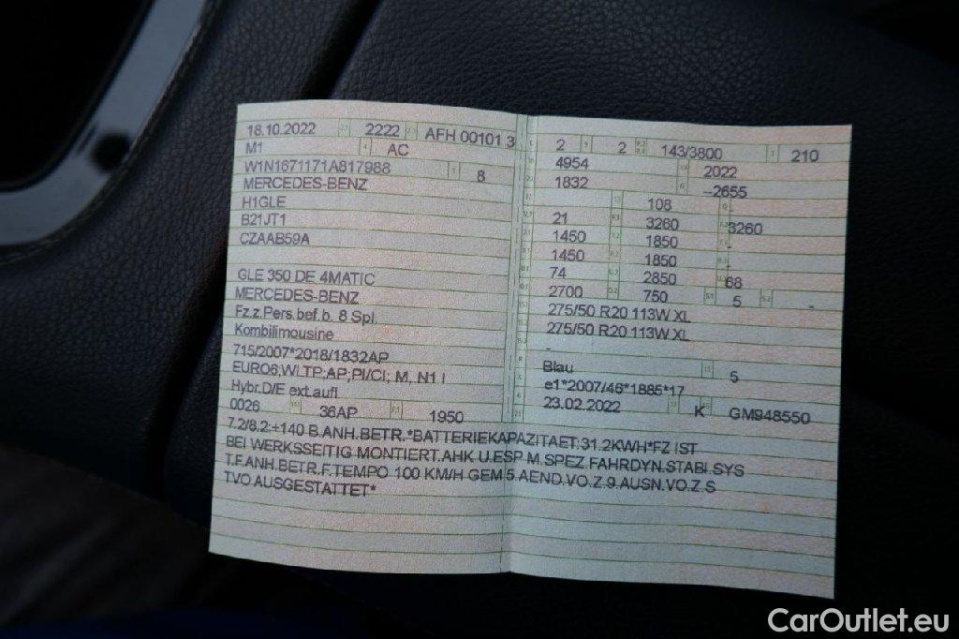 18.10.2022 2222 AFH 00101 3
M1 AC
W1N1671171A817988 8
MERCEDES-BENZ
H1GLE
B21JT1
CZAAB59A
GLE 350 DE 4MATIC
MERCEDES-BENZ
Fz.z.Pers.bef.b. 8 Spl.
Kombilimousine
715/2007*2018/1832AP
EURO6;WLTP;AP;PI/CI; M, N1 I
Hybr.D/E ext.aufl
0026 36AP 1950
2 2 143/3800 210
4954 2022
1832 --2655
108 -
21 3260 3260
1450 1850 -
1450 1850 -
74 2850 68
2700 750 5 -
275/50 R20 113W XL
275/50 R20 113W XL
-
Blau 5
e1*2007/46*1885*17
23.02.2022 K GM948550
7.2/8.2:+140 B.ANH.BETR.*BATTERIEKAPAZITAET:31.2KWH*FZ IST
BEI WERKSSEITIG MONTIERT.AHK U.ESP M.SPEZ.FAHRDYN.STABI.SYS
T.F.ANH.BETR.F.TEMPO 100 KM/H GEM 5.AEND.VO.Z.9.AUSN.VO.Z.S
TVO AUSGESTATTET*
CarOutlet.eu